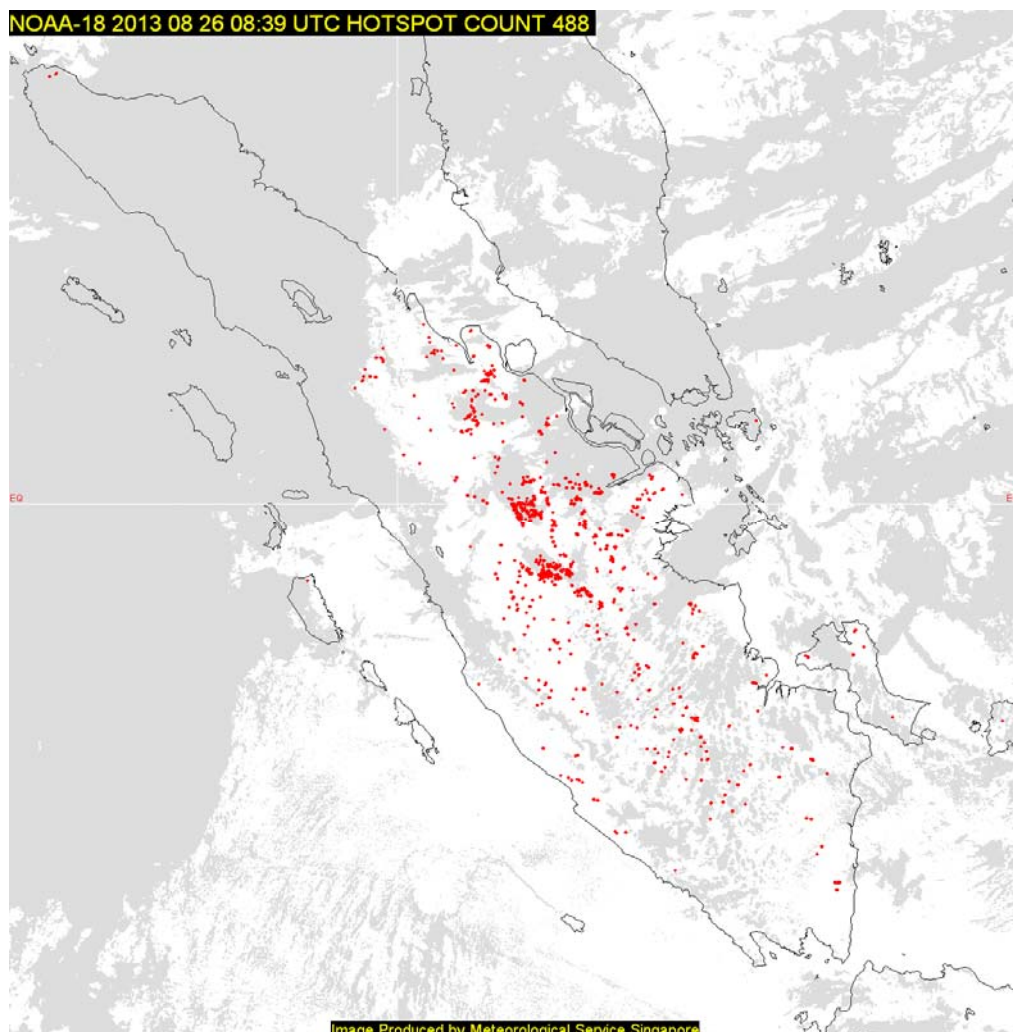 NOAA-18 2013 08 26 08:39 UTC HOTSPOT COUNT 488
EQ
E
Image Produced by Meteorological Service Singapore